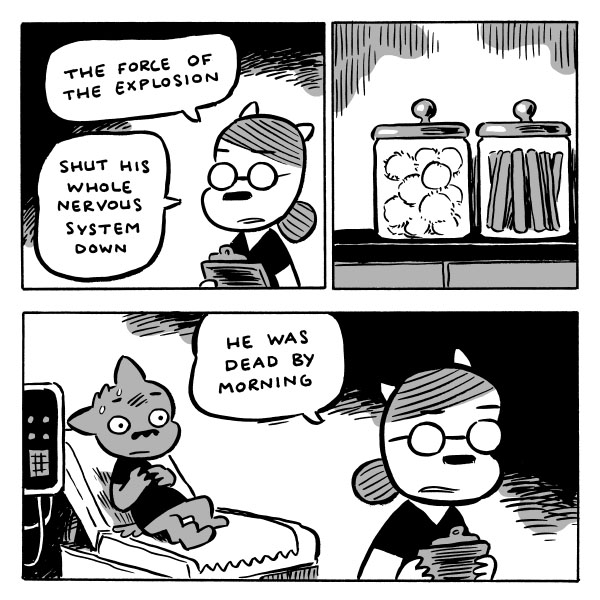 THE FORCE OF
THE EXPLOSION
SHUT HIS
WHOLE
NERVOUS
SYSTEM
DOWN
HE WAS
DEAD BY
MORNING